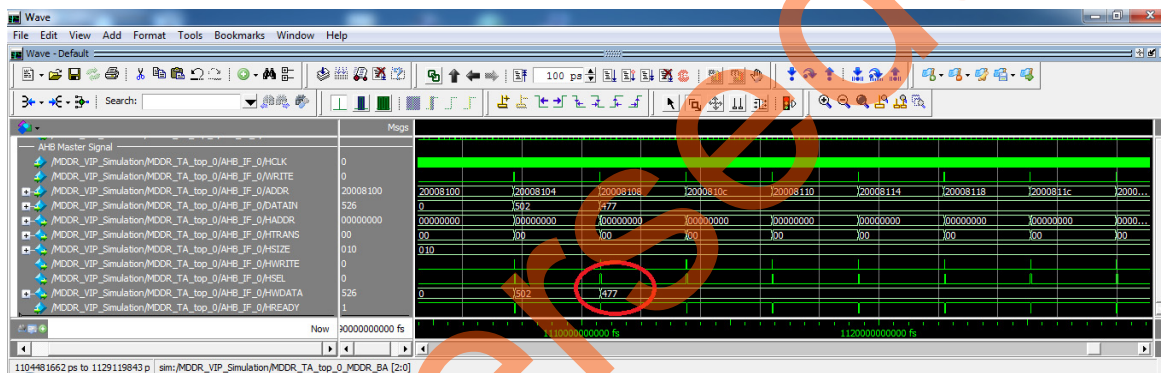 Wave
File Edit View Add Format Tools Bookmarks Window Help
Wave - Default
100 ps
Search:
Msgs
AHB Master Signal
/MDDR_VIP_Simulation/MDDR_TA_top_0/AHB_IF_0/HCLK 0
/MDDR_VIP_Simulation/MDDR_TA_top_0/AHB_IF_0/WRITE 0
/MDDR_VIP_Simulation/MDDR_TA_top_0/AHB_IF_0/ADDR 20008100 20008100 20008104 20008108 2000810c 20008110 20008114 20008118 2000811c 2000...
/MDDR_VIP_Simulation/MDDR_TA_top_0/AHB_IF_0/DATAIN 526 0 502 477
/MDDR_VIP_Simulation/MDDR_TA_top_0/AHB_IF_0/HADDR 00000000 00000000 00000000 00000000 00000000 00000000 00000000 00000000 00000000 0000...
/MDDR_VIP_Simulation/MDDR_TA_top_0/AHB_IF_0/HTRANS 00 00 00 00 00 00 00 00 00 00
/MDDR_VIP_Simulation/MDDR_TA_top_0/AHB_IF_0/HSIZE 010 010
/MDDR_VIP_Simulation/MDDR_TA_top_0/AHB_IF_0/HWRITE 0
/MDDR_VIP_Simulation/MDDR_TA_top_0/AHB_IF_0/HSEL 0
/MDDR_VIP_Simulation/MDDR_TA_top_0/AHB_IF_0/HWDATA 526 0 502 477
/MDDR_VIP_Simulation/MDDR_TA_top_0/AHB_IF_0/HREADY 1
Now 0000000000 fs 1110000000000 fs 1120000000000 fs
1104481662 ps to 1129119843 p sim:/MDDR_VIP_Simulation/MDDR_TA_top_0_MDDR_BA [2:0]